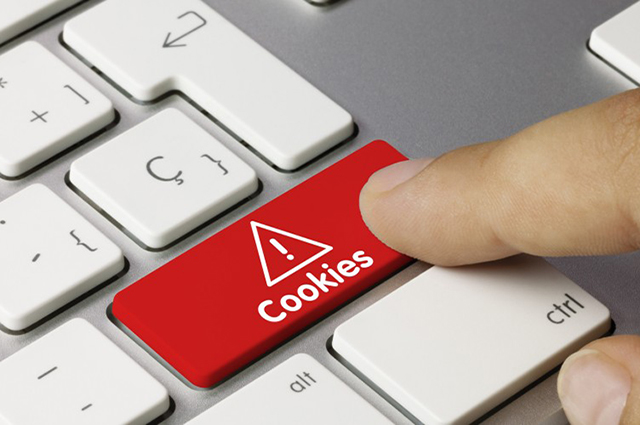 *
+
]
Ç
}
{
-
Cookies
alt
ctrl